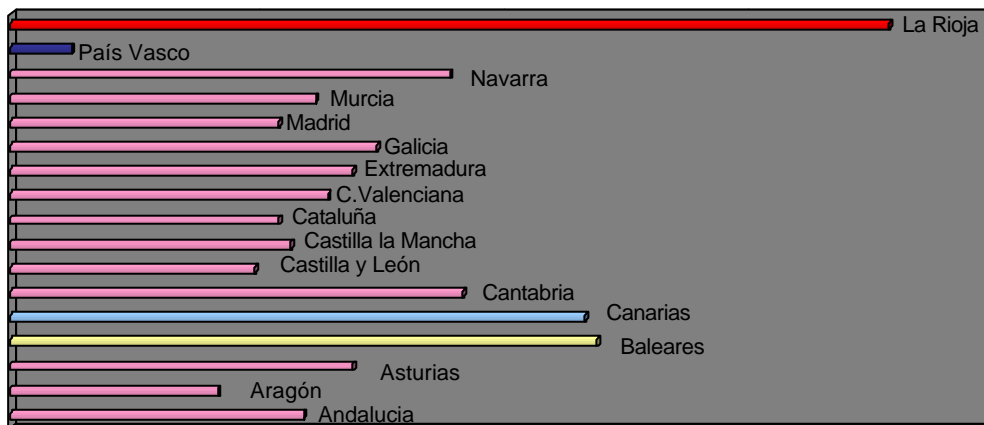 La Rioja
País Vasco
Navarra
Murcia
Madrid
Galicia
Extremadura
C.Valenciana
Cataluña
Castilla la Mancha
Castilla y León
Cantabria
Canarias
Baleares
Asturias
Aragón
Andalucia